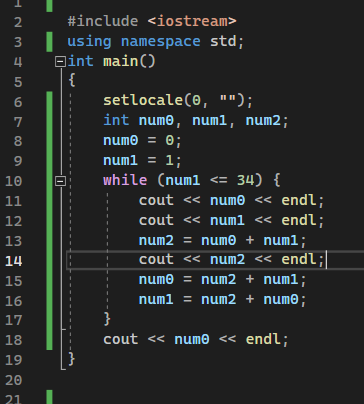 1
2 #include <iostream>
3 using namespace std;
4 int main()
5 {
6 setlocale(0, "");
7 int num0, num1, num2;
8 num0 = 0;
9 num1 = 1;
10 while (num1 <= 34) {
11 cout << num0 << endl;
12 cout << num1 << endl;
13 num2 = num0 + num1;
14 cout << num2 << endl;
15 num0 = num2 + num1;
16 num1 = num2 + num0;
17 }
18 cout << num0 << endl;
19 }
20
21